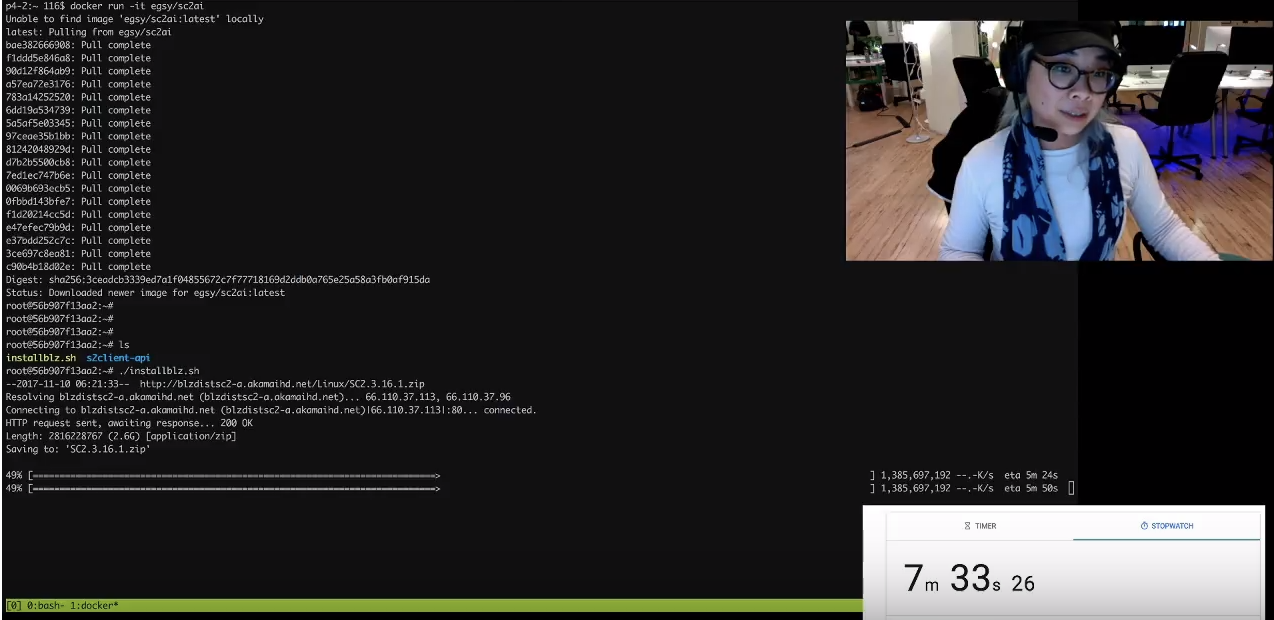 p4-2:~ 116$ docker run -it egsy/sc2ai
Unable to find image 'egsy/sc2ai:latest' locally
latest: Pulling from egsy/sc2ai
bae382666908: Pull complete
f1ddd5e846a8: Pull complete
90d12f864ab9: Pull complete
a57ea72e3176: Pull complete
783a14252520: Pull complete
6dd19a534739: Pull complete
5a5af5e03345: Pull complete
97ceae35b1bb: Pull complete
81242048929d: Pull complete
d7b2b5500cb8: Pull complete
7ed1ec747b6e: Pull complete
0069b693ecb5: Pull complete
0fbbd143bfe7: Pull complete
f1d20214cc5d: Pull complete
e47efec79b9d: Pull complete
e37bdd252c7c: Pull complete
3ce697c8ea81: Pull complete
c90b4b18d02e: Pull complete
Digest: sha256:3ceadcb3339ed7a1f04855672c7f77718169d2ddb0a765e25a58a3fb0af915da
Status: Downloaded newer image for egsy/sc2ai:latest
root@56b907f13aa2:~#
root@56b907f13aa2:~#
root@56b907f13aa2:~#
root@56b907f13aa2:~# ls
installblz.sh s2client-api
root@56b907f13aa2:~# ./installblz.sh
--2017-11-10 06:21:33-- http://blzdistsc2-a.akamaihd.net/Linux/SC2.3.16.1.zip
Resolving blzdistsc2-a.akamaihd.net (blzdistsc2-a.akamaihd.net)... 66.110.37.113, 66.110.37.96
Connecting to blzdistsc2-a.akamaihd.net (blzdistsc2-a.akamaihd.net)|66.110.37.113|:80... connected.
HTTP request sent, awaiting response... 200 OK
Length: 2816228767 (2.6G) [application/zip]
Saving to: 'SC2.3.16.1.zip'
49% [=============================================================================> ] 1,385,697,192 --.-K/s eta 5m 24s
49% [=============================================================================> ] 1,385,697,192 --.-K/s eta 5m 50s
TIMER STOPWATCH
7m 33s 26
[0] 0:bash- 1:docker*